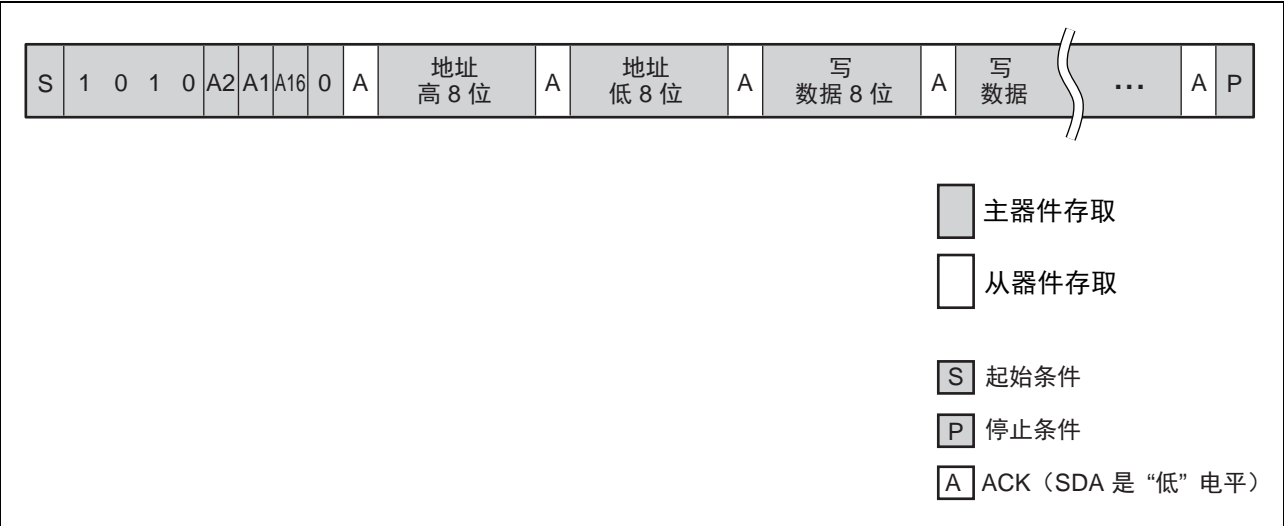 S 1 0 1 0 A2 A1 A16 0 A 地址 A 地址 A 写 A 写 ... A P
高 8 位 低 8 位 数据 8 位 数据
主器件存取
从器件存取
S 起始条件
P 停止条件
A ACK（SDA 是 “低” 电平）